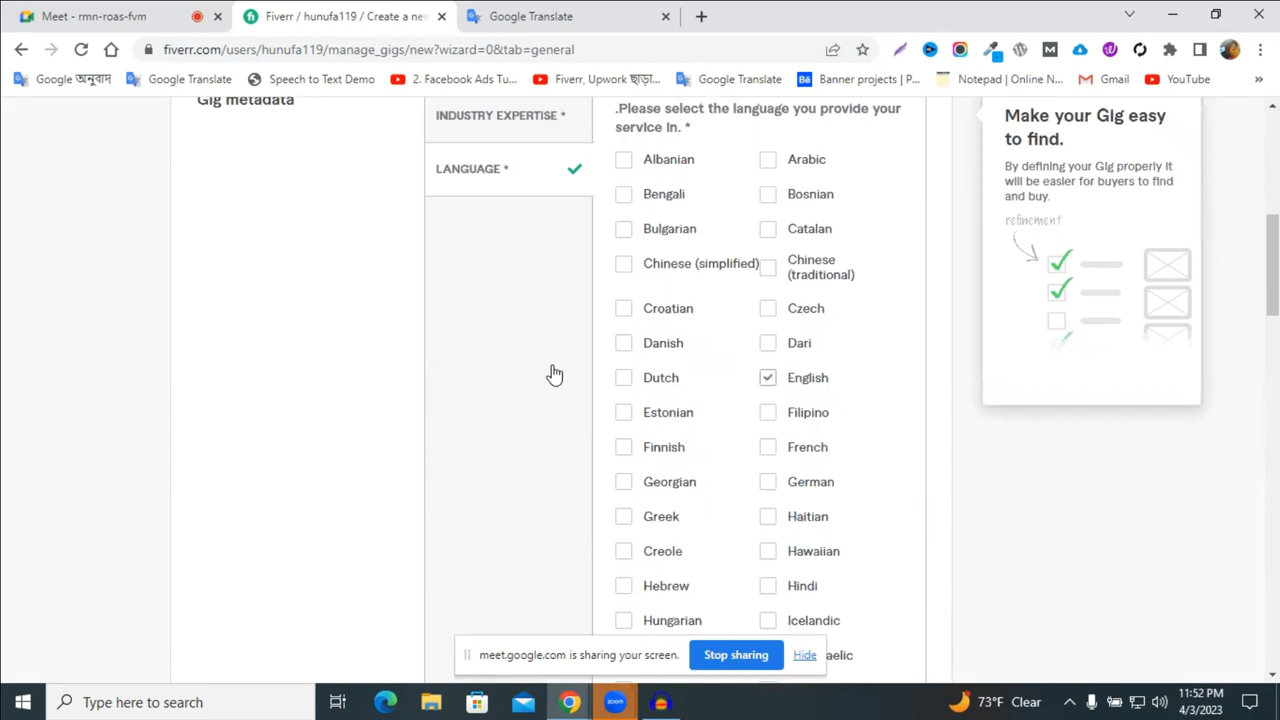 Meet - rmn-roas-fvm
Fiverr / hunufa119 / Create a new
Google Translate
fiverr.com/users/hunufa119/manage_gigs/new?wizard=0&tab=general
Google অনুবাদ
Google Translate
Speech to Text Demo
2. Facebook Ads Tu...
Fiverr, Upwork ছাড়া...
Google Translate
Banner projects | P...
Notepad | Online N...
Gmail
YouTube
Gig metadata
INDUSTRY EXPERTISE *
LANGUAGE *
.Please select the language you provide your
service in. *
Albanian
Arabic
Bengali
Bosnian
Bulgarian
Catalan
Chinese (simplified)
Chinese
(traditional)
Croatian
Czech
Danish
Dari
Dutch
English
Estonian
Filipino
Finnish
French
Georgian
German
Greek
Haitian
Creole
Hawaiian
Hebrew
Hindi
Hungarian
Icelandic
aelic
Make your Gig easy
to find.
By defining your Gig properly it
will be easier for buyers to find
and buy.
refinement
meet.google.com is sharing your screen.
Stop sharing
Hide
Type here to search
zoom
73°F Clear
11:52 PM
4/3/2023